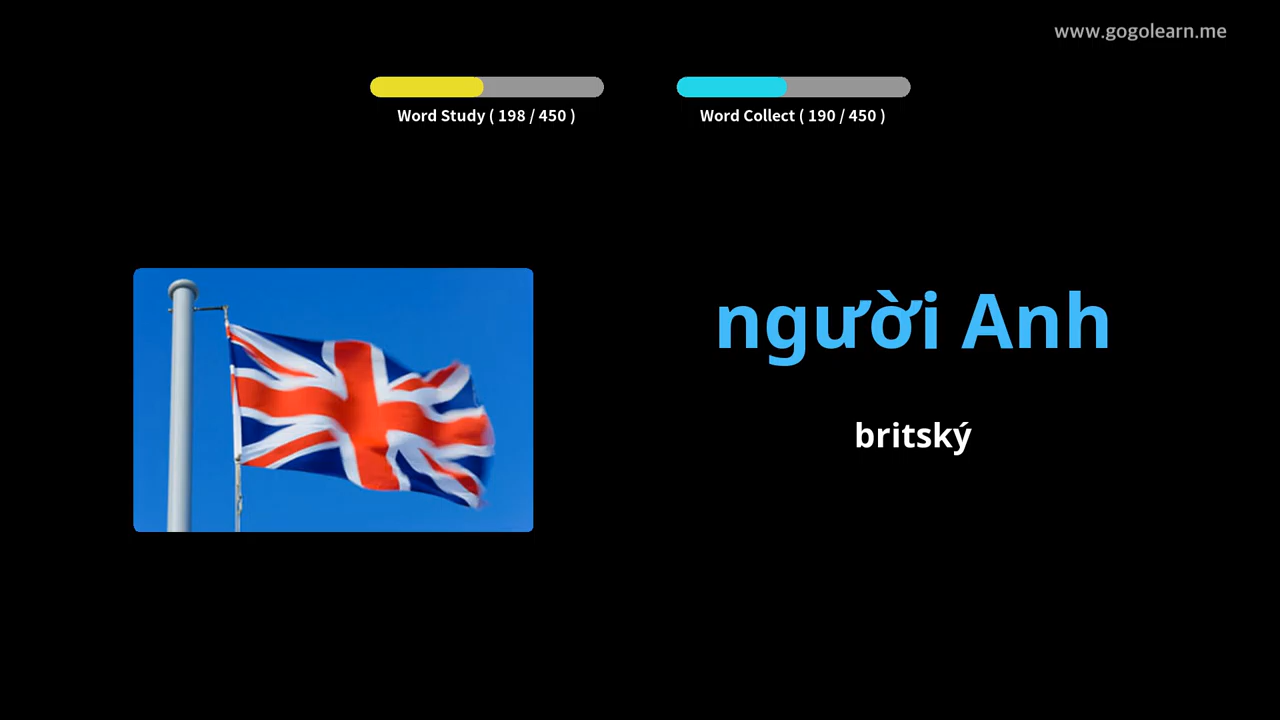 www.gogolearn.me
Word Study ( 198 / 450 )
Word Collect ( 190 / 450 )
người Anh
britský